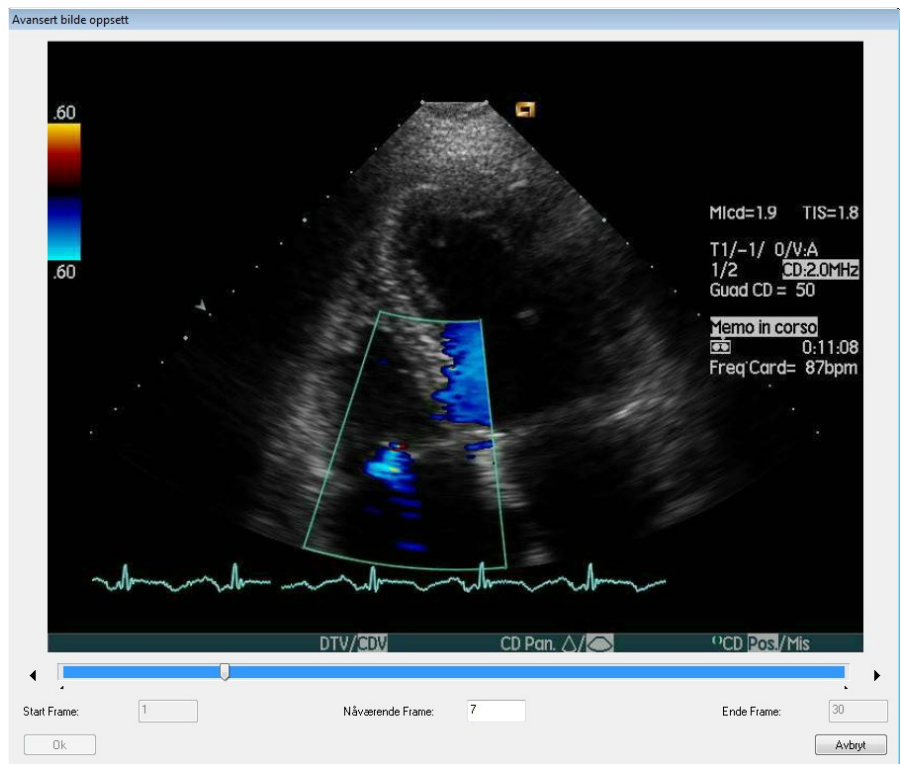 Avansert bilde oppsett
.60
.60
MIcd=1.9 TIS=1.8
T1/-1/ 0/V:A
1/2 CD:2.0MHz
Guad CD = 50
Memo in corso
0:11:08
Freq.Card= 87bpm
DTV/CDV CD Pan. CD Pos./Mis
Start Frame: 1 Nåværende Frame: 7 Ende Frame: 30
Ok Avbryt